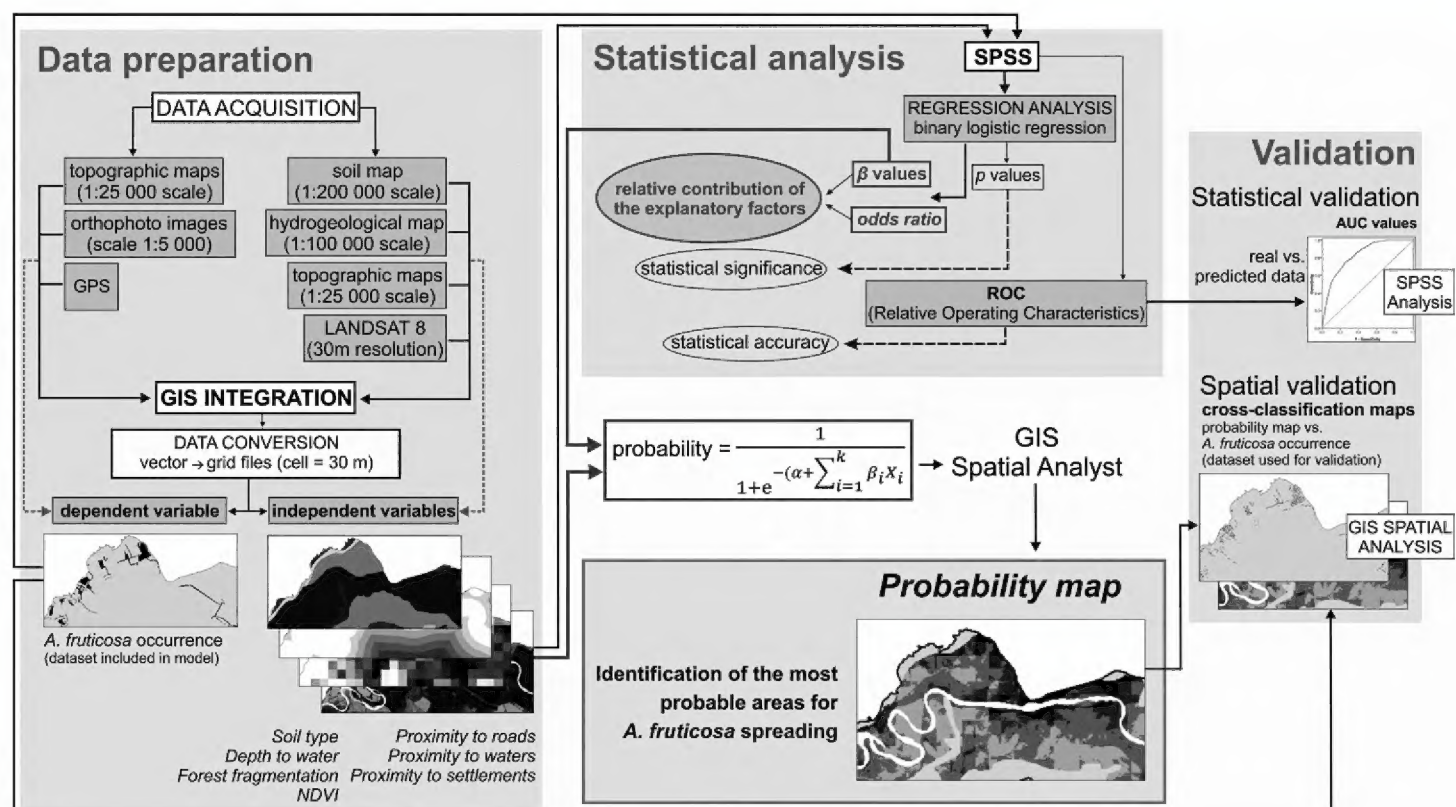 Data preparation
DATA ACQUISITION
topographic maps
(1:25 000 scale)
orthophoto images
(scale 1:5 000)
GPS
soil map
(1:200 000 scale)
hydrogeological map
(1:100 000 scale)
topographic maps
(1:25 000 scale)
LANDSAT 8
(30m resolution)
GIS INTEGRATION
DATA CONVERSION
vector → grid files (cell = 30 m)
dependent variable
independent variables
A. fruticosa occurrence
(dataset included in model)
Soil type
Depth to water
Forest fragmentation
NDVI
Proximity to roads
Proximity to waters
Proximity to settlements
Statistical analysis
SPSS
REGRESSION ANALYSIS
binary logistic regression
β values
p values
odds ratio
relative contribution of
the explanatory factors
statistical significance
ROC
(Relative Operating Characteristics)
statistical accuracy
probability = 1 / 1+e^-(α+∑_{i=1}^{k} β_i X_i
GIS
Spatial Analyst
Probability map
Identification of the most
probable areas for
A. fruticosa spreading
Validation
Statistical validation
AUC values
real vs.
predicted data
SPSS
Analysis
Spatial validation
cross-classification maps
probability map vs.
A. fruticosa occurrence
(dataset used for validation)
GIS SPATIAL
ANALYSIS